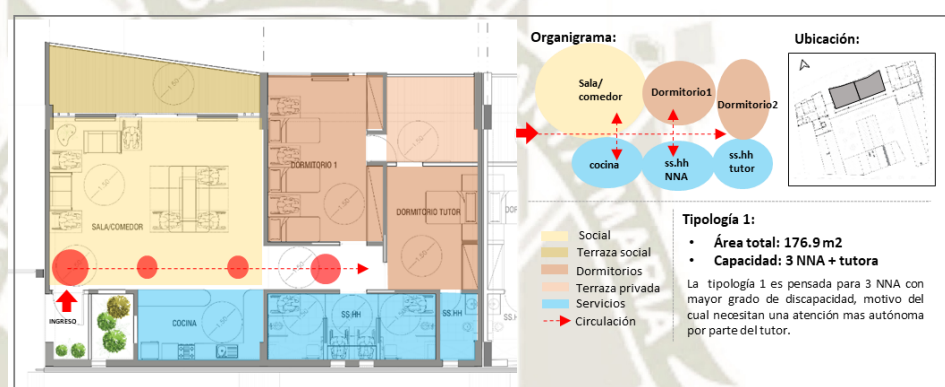 DORMITORIO 1
DORMITORIO TUTOR
SALA/COMEDOR
INGRESO
COCINA
SS.HH
SS.HH
Organigrama:
Sala/
comedor
Dormitorio1
Dormitorio2
cocina
ss.hh
NNA
ss.hh
tutor
Ubicación:
Social
Terraza social
Dormitorios
Terraza privada
Servicios
Circulación
Tipología 1:
• Área total: 176.9 m2
• Capacidad: 3 NNA + tutora
La tipología 1 es pensada para 3 NNA con
mayor grado de discapacidad, motivo del
cual necesitan una atención mas autónoma
por parte del tutor.